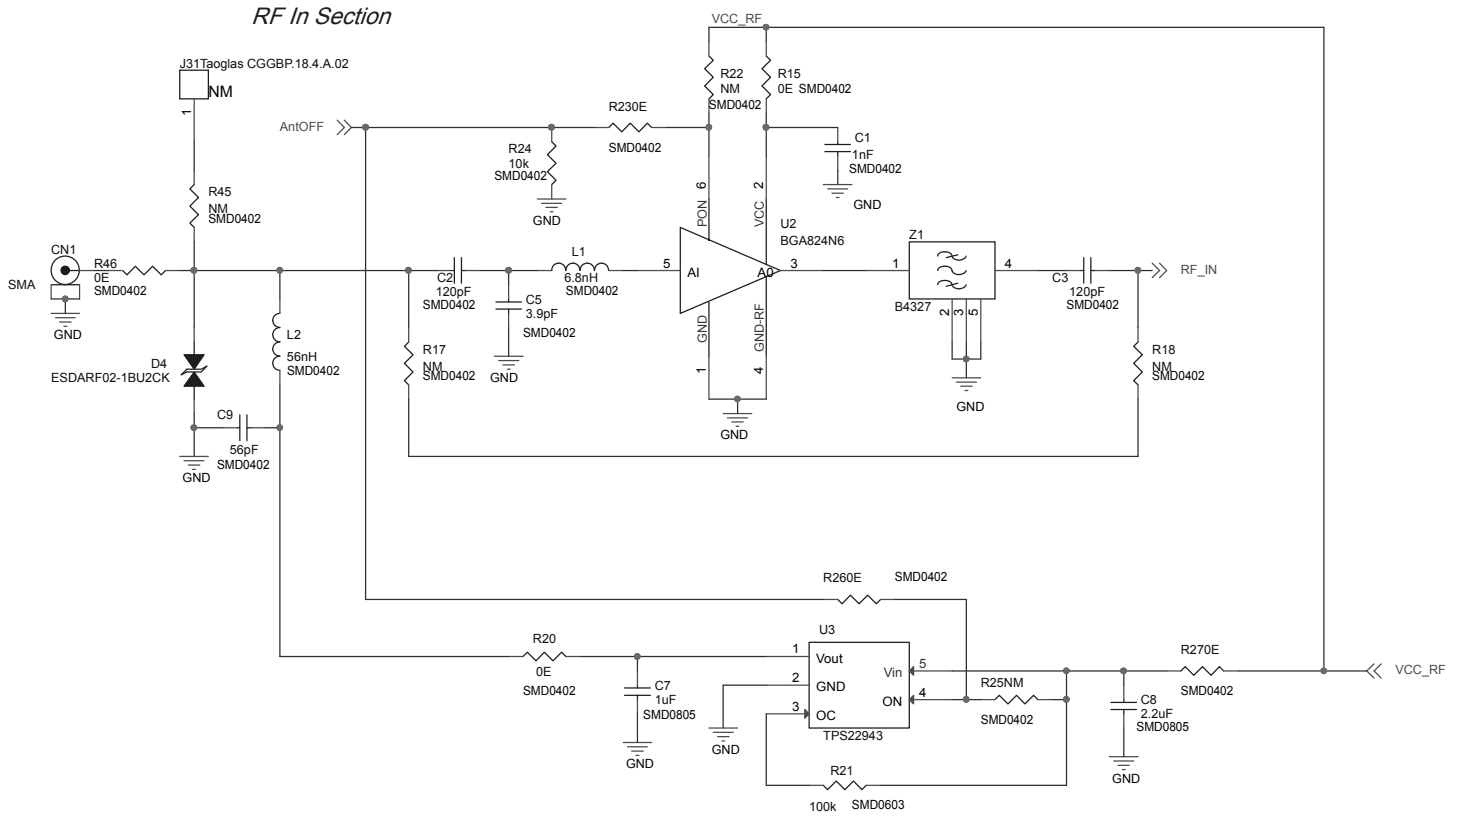 RF In Section
VCC_RF
J31Taoglas CGGBP.18.4.A.02
NM
1
R22
NM
SMD0402
R15
0E SMD0402
AntOFF
R230E
SMD0402
C1
1nF
SMD0402
GND
R24
10k
SMD0402
GND
R45
NM
SMD0402
6
PON
2
VCC
U2
BGA824N6
CN1
SMA
GND
R46
0E
SMD0402
C2
120pF
SMD0402
C5
3.9pF
SMD0402
GND
L1
6.8nH
SMD0402
5
AI
A0
3
GND
1
GND-RF
4
GND
Z1
1
4
B4327
2
3
5
GND
C3
120pF
SMD0402
RF_IN
D4
ESDARF02-1BU2CK
L2
56nH
SMD0402
R17
NM
SMD0402
R18
NM
SMD0402
C9
56pF
SMD0402
GND
R260E
SMD0402
U3
R20
0E
SMD0402
C7
1uF
SMD0805
GND
1
Vout
2
GND
3
OC
Vin
5
ON
4
TPS22943
GND
R25NM
SMD0402
R270E
SMD0402
VCC_RF
C8
2.2uF
SMD0805
GND
R21
100k
SMD0603